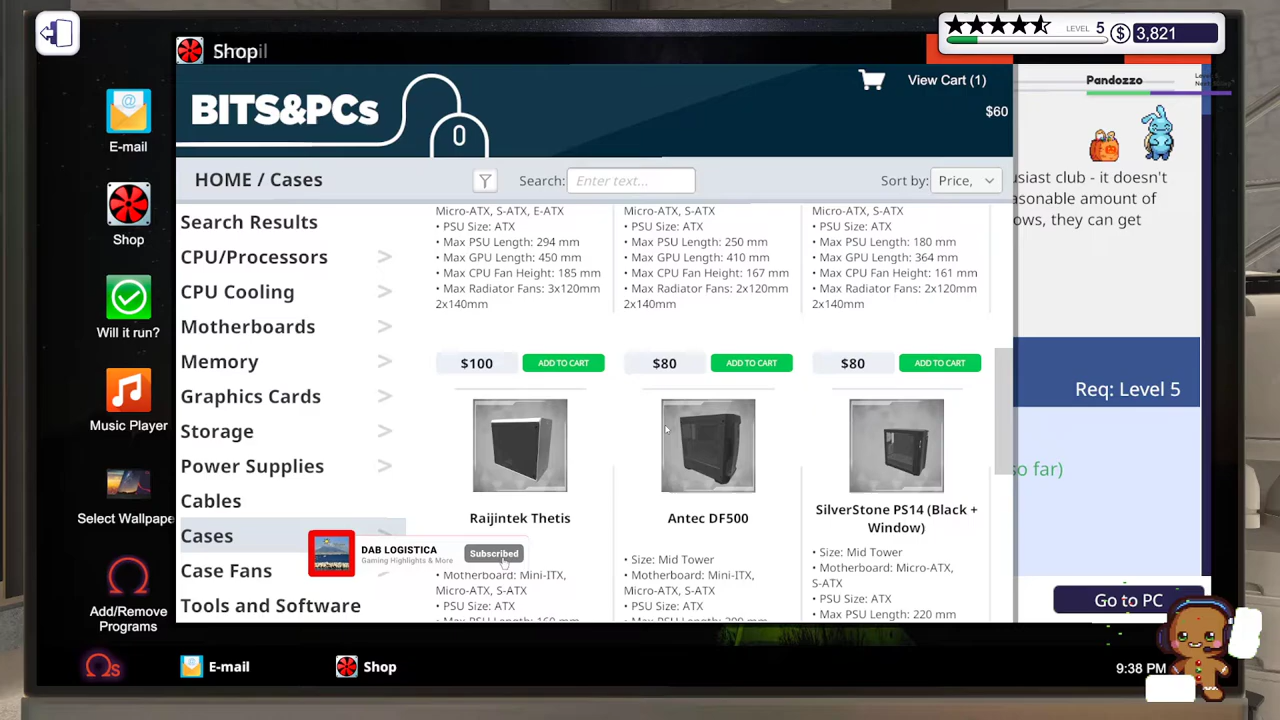 LEVEL 5
$ 3,821
Shop
BITS&PCs
View Cart (1)
$60
Pandozzo
E-mail
HOME / Cases
Search:
Enter text...
Sort by:
Price,
usiast club - it doesn't
asonable amount of
ows, they can get
Shop
Search Results
CPU/Processors
CPU Cooling
Motherboards
Memory
Graphics Cards
Storage
Power Supplies
Cables
Cases
Case Fans
Tools and Software
Micro-ATX, S-ATX, E-ATX
• PSU Size: ATX
• Max PSU Length: 294 mm
• Max GPU Length: 450 mm
• Max CPU Fan Height: 185 mm
• Max Radiator Fans: 3x120mm
2x140mm
$100
ADD TO CART
Micro-ATX, S-ATX
• PSU Size: ATX
• Max PSU Length: 250 mm
• Max GPU Length: 410 mm
• Max CPU Fan Height: 167 mm
• Max Radiator Fans: 2x120mm
2x140mm
$80
ADD TO CART
Micro-ATX, S-ATX
• PSU Size: ATX
• Max PSU Length: 180 mm
• Max GPU Length: 364 mm
• Max CPU Fan Height: 161 mm
• Max Radiator Fans: 2x120mm
2x140mm
$80
ADD TO CART
Raijintek Thetis
• Motherboard: Mini-ITX,
Micro-ATX, S-ATX
• PSU Size: ATX
• Max PSU Length: 160 mm
Antec DF500
• Size: Mid Tower
• Motherboard: Mini-ITX,
Micro-ATX, S-ATX
• PSU Size: ATX
SilverStone PS14 (Black +
Window)
• Size: Mid Tower
• Motherboard: Micro-ATX,
S-ATX
• PSU Size: ATX
• Max PSU Length: 220 mm
DAB LOGISTICA
Gaming Highlights & More
Subscribed
Req: Level 5
so far)
Go to PC
Will it run?
Music Player
Select Wallpape
Add/Remove
Programs
E-mail
Shop
9:38 PM